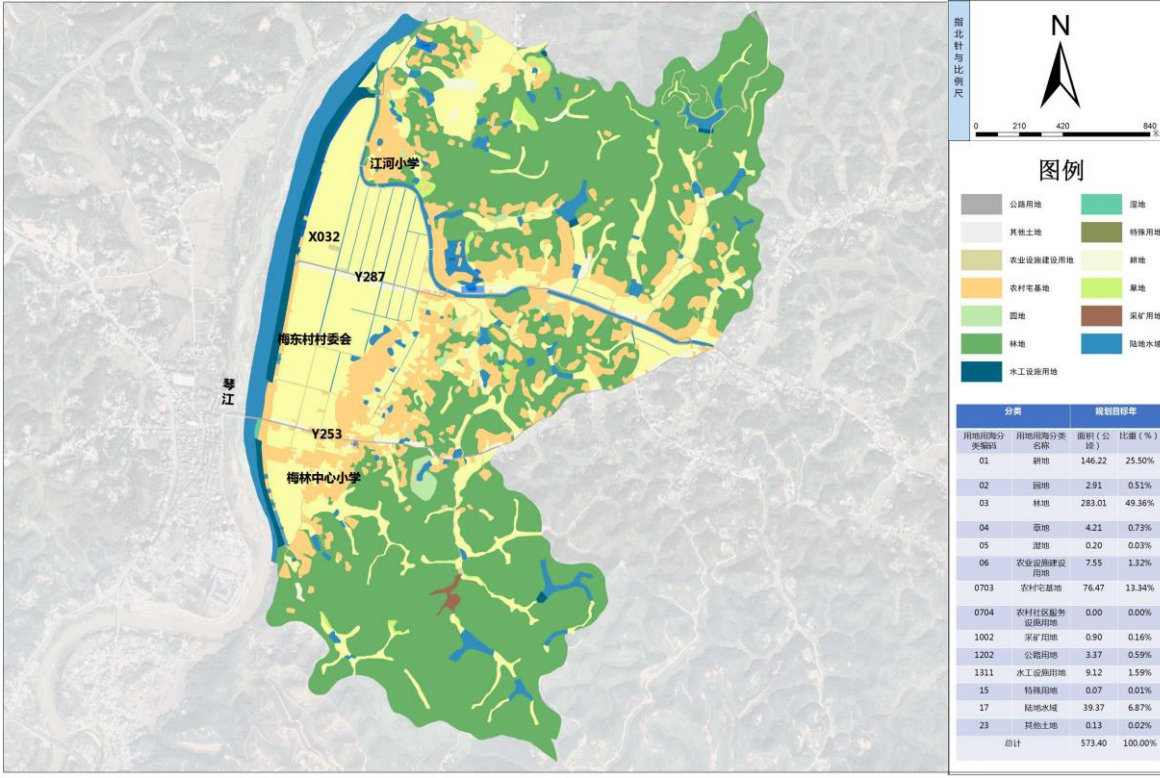 江河小学
X032
Y287
梅东村村委会
琴江
Y253
梅林中心小学
指北针与比例尺
N
0 210 420 840
米
图例
公路用地
湿地
其他土地
特殊用地
农业设施建设用地
耕地
农村宅基地
草地
园地
采矿用地
林地
陆地水域
水工设施用地
分类 规划目标年
用地用海分类编码 用地用海分类名称 面积（公顷） 比重（%）
01 耕地 146.22 25.50%
02 园地 2.91 0.51%
03 林地 283.01 49.36%
04 草地 4.21 0.73%
05 湿地 0.20 0.03%
06 农业设施建设用地 7.55 1.32%
0703 农村宅基地 76.47 13.34%
0704 农村社区服务设施用地 0.00 0.00%
1002 采矿用地 0.90 0.16%
1202 公路用地 3.37 0.59%
1311 水工设施用地 9.12 1.59%
15 特殊用地 0.07 0.01%
17 陆地水域 39.37 6.87%
23 其他土地 0.13 0.02%
总计 573.40 100.00%